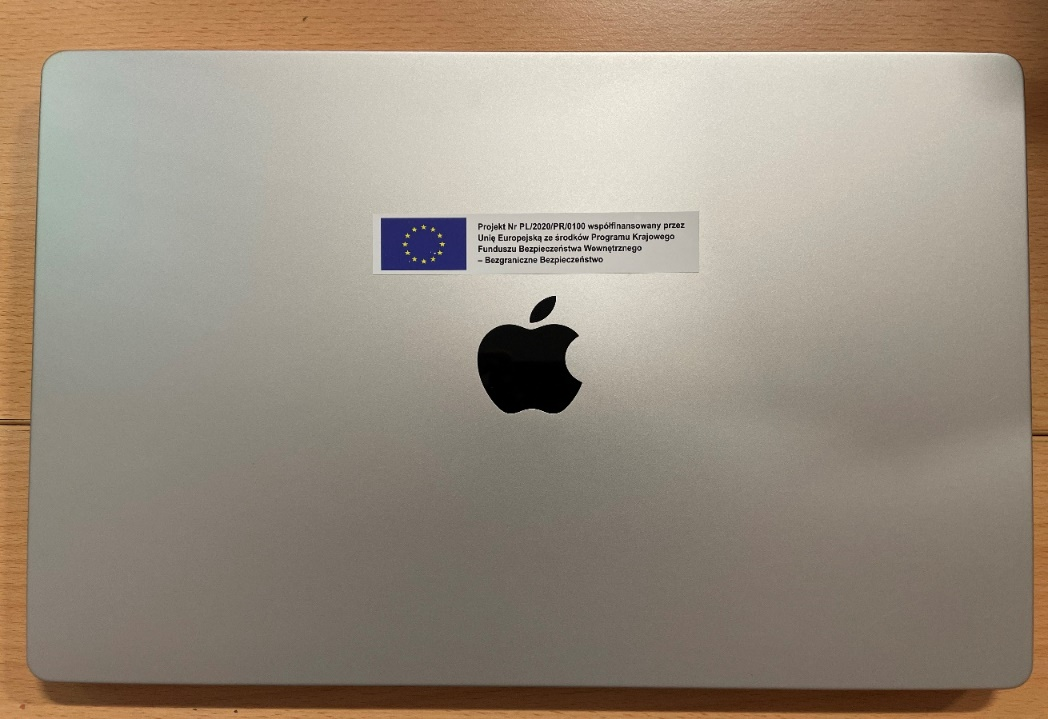 Projekt Nr PL/2020/PR/0100 współfinansowany przez
Unię Europejską ze środków Programu Krajowego
Funduszu Bezpieczeństwa Wewnętrznego
– Bezgraniczne Bezpieczeństwo